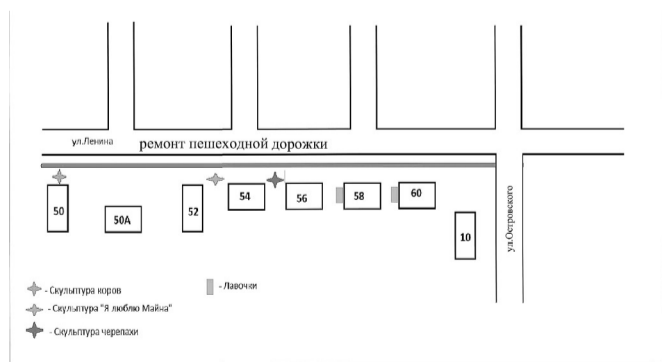 ул.Ленина
ремонт пешеходной дорожки
50
50А
52
54
56
58
60
10
ул.Островского
- Скульптура коров
- Скульптура "Я люблю Майна"
- Скульптура черепахи
- Лавочки